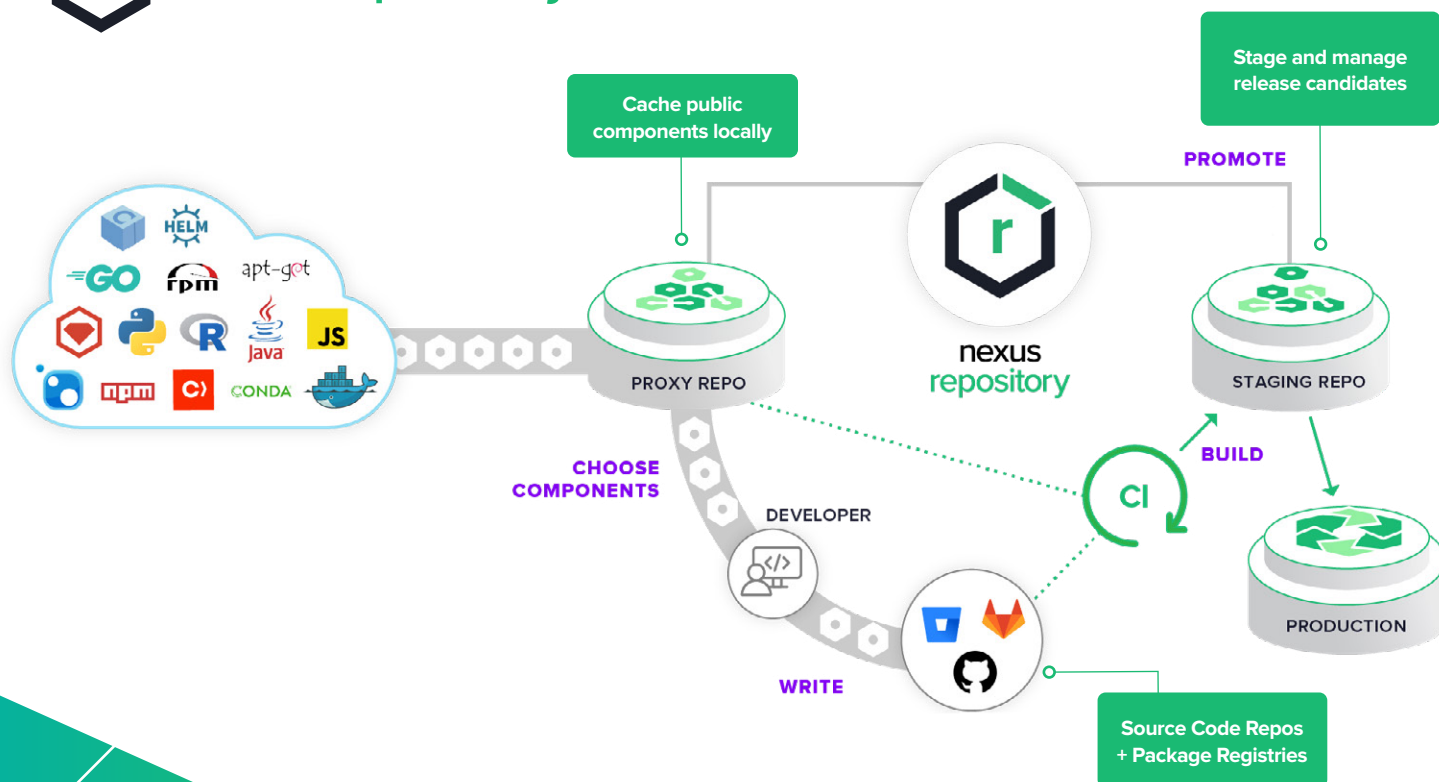 Cache public
components locally
Stage and manage
release candidates
PROMOTE
HELM
GO
rpm
apt-get
R
Java
JS
npm
C
CONDA
r
nexus
repository
PROXY REPO
STAGING REPO
CHOOSE
COMPONENTS
BUILD
CI
DEVELOPER
</>
PRODUCTION
WRITE
Source Code Repos
+ Package Registries